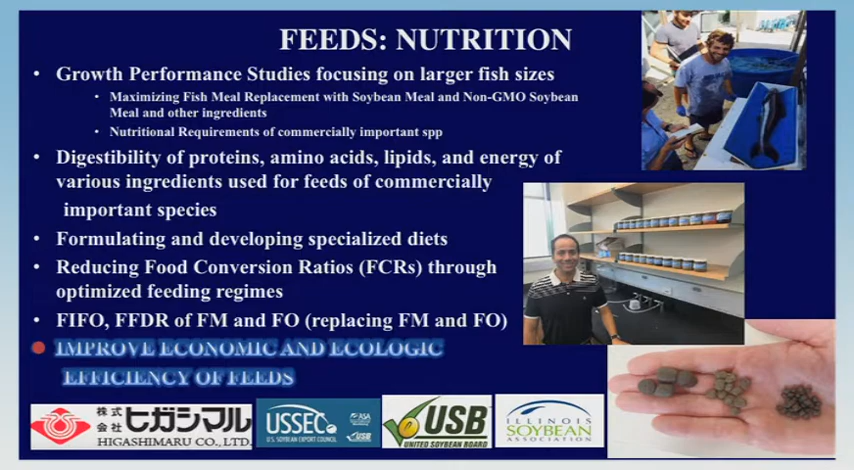 FEEDS: NUTRITION
• Growth Performance Studies focusing on larger fish sizes
• Maximizing Fish Meal Replacement with Soybean Meal and Non-GMO Soybean
Meal and other ingredients
• Nutritional Requirements of commercially important spp
• Digestibility of proteins, amino acids, lipids, and energy of
various ingredients used for feeds of commercially
important species
• Formulating and developing specialized diets
• Reducing Food Conversion Ratios (FCRs) through
optimized feeding regimes
• FIFO, FFDR of FM and FO (replacing FM and FO)
• IMPROVE ECONOMIC AND ECOLOGIC
EFFICIENCY OF FEEDS
株式
会社
ヒガシマル
HIGASHIMARU CO., LTD.
USSEC
U.S. SOYBEAN EXPORT COUNCIL
ASA
USB
USB
UNITED SOYBEAN BOARD
ILLINOIS
SOYBEAN
ASSOCIATION